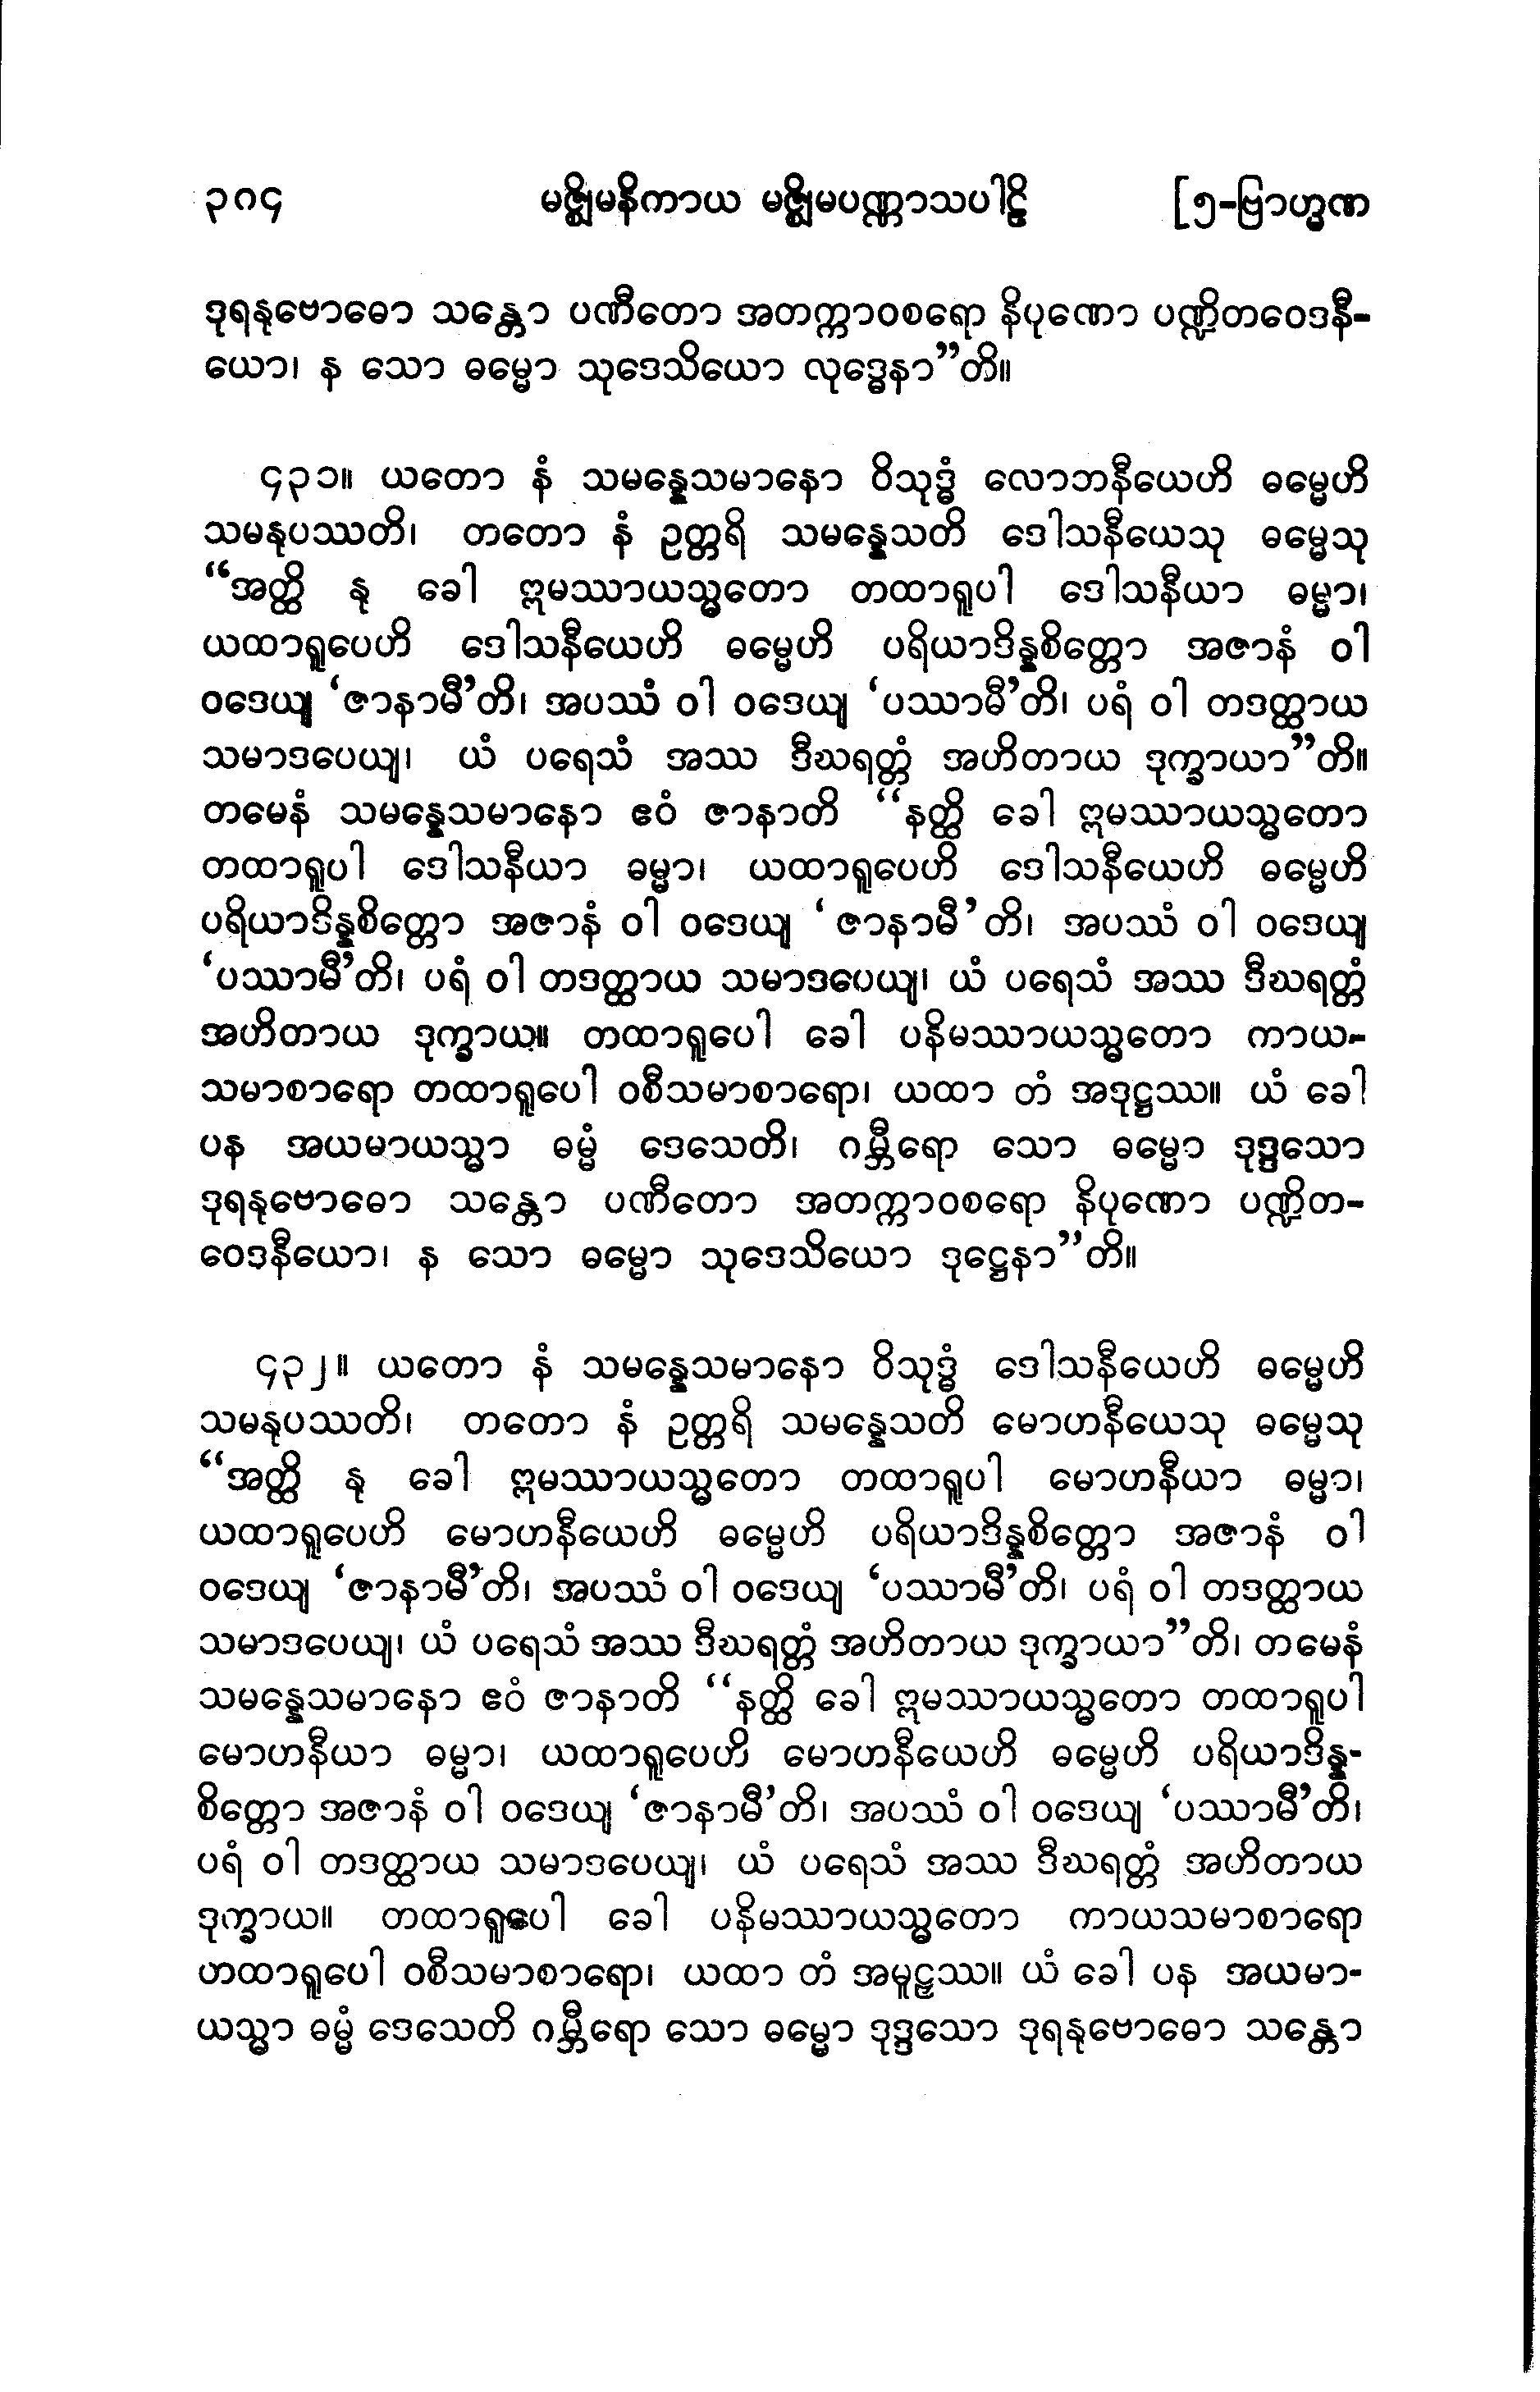 ၃၈၄ မဇ္ဈိမနိကာယ မဇ္ဈိမပဏ္ဏာသပါဠိ [၅-ဗြာဟ္မဏ
ဒုရနုဗောဓော သန္တော ပဏီတော အတက္ကာဝစရော နိပုဏော ပဏ္ဍိတဝေဒနီ-
ယော၊ န သော ဓမ္မော သုဒေသိယော လုဒ္ဓေနာ”တိ။
၄၃၁။ ယတော နံ သမန္နေသမာနော ဝိသုဒ္ဓံ လောဘနီယေဟိ ဓမ္မေဟိ
သမနုပဿတိ၊ တတော နံ ဥတ္တရိ သမန္နေသတိ ဒေါသနီယေသု ဓမ္မေသု
“အတ္ထိ နု ခေါ ဣမဿာယသ္မတော တထာရူပါ ဒေါသနီယာ ဓမ္မာ၊
ယထာရူပေဟိ ဒေါသနီယေဟိ ဓမ္မေဟိ ပရိယာဒိန္နစိတ္တော အဇာနံ ဝါ
ဝဒေယျ ‘ဇာနာမီ’တိ၊ အပဿံ ဝါ ဝဒေယျ ‘ပဿာမီ’တိ၊ ပရံ ဝါ တဒတ္ထာယ
သမာဒပေယျ၊ ယံ ပရေသံ အဿ ဒီဃရတ္တံ အဟိတာယ ဒုက္ခာယာ”တိ။
တမေနံ သမန္နေသမာနော ဧဝံ ဇာနာတိ “နတ္ထိ ခေါ ဣမဿာယသ္မတော
တထာရူပါ ဒေါသနီယာ ဓမ္မာ၊ ယထာရူပေဟိ ဒေါသနီယေဟိ ဓမ္မေဟိ
ပရိယာဒိန္နစိတ္တော အဇာနံ ဝါ ဝဒေယျ ‘ဇာနာမီ’တိ၊ အပဿံ ဝါ ဝဒေယျ
‘ပဿာမီ’တိ၊ ပရံ ဝါ တဒတ္ထာယ သမာဒပေယျ၊ ယံ ပရေသံ အဿ ဒီဃရတ္တံ
အဟိတာယ ဒုက္ခာယ။ တထာရူပေါ ခေါ ပနိမဿာယသ္မတော ကာယ-
သမာစာရော တထာရူပေါ ဝစီသမာစာရော၊ ယထာ တံ အဒုဋ္ဌဿ။ ယံ ခေါ
ပန အယမာယသ္မာ ဓမ္မံ ဒေသေတိ၊ ဂမ္ဘီရော သော ဓမ္မော ဒုဒ္ဒသော
ဒုရနုဗောဓော သန္တော ပဏီတော အတက္ကာဝစရော နိပုဏော ပဏ္ဍိတ-
ဝေဒနီယော၊ န သော ဓမ္မော သုဒေသိယော ဒုဋ္ဌေနာ”တိ။
၄၃၂။ ယတော နံ သမန္နေသမာနော ဝိသုဒ္ဓံ ဒေါသနီယေဟိ ဓမ္မေဟိ
သမနုပဿတိ၊ တတော နံ ဥတ္တရိ သမန္နေသတိ မောဟနီယေသု ဓမ္မေသု
“အတ္ထိ နု ခေါ ဣမဿာယသ္မတော တထာရူပါ မောဟနီယာ ဓမ္မာ၊
ယထာရူပေဟိ မောဟနီယေဟိ ဓမ္မေဟိ ပရိယာဒိန္နစိတ္တော အဇာနံ ဝါ
ဝဒေယျ ‘ဇာနာမီ’တိ၊ အပဿံ ဝါ ဝဒေယျ ‘ပဿာမီ’တိ၊ ပရံ ဝါ တဒတ္ထာယ
သမာဒပေယျ၊ ယံ ပရေသံ အဿ ဒီဃရတ္တံ အဟိတာယ ဒုက္ခာယာ”တိ၊ တမေနံ
သမန္နေသမာနော ဧဝံ ဇာနာတိ “နတ္ထိ ခေါ ဣမဿာယသ္မတော တထာရူပါ
မောဟနီယာ ဓမ္မာ၊ ယထာရူပေဟိ မောဟနီယေဟိ ဓမ္မေဟိ ပရိယာဒိန္န-
စိတ္တော အဇာနံ ဝါ ဝဒေယျ ‘ဇာနာမီ’တိ၊ အပဿံ ဝါ ဝဒေယျ ‘ပဿာမီ’တိ၊
ပရံ ဝါ တဒတ္ထာယ သမာဒပေယျ၊ ယံ ပရေသံ အဿ ဒီဃရတ္တံ အဟိတာယ
ဒုက္ခာယ။ တထာရူပေါ ခေါ ပနိမဿာယသ္မတော ကာယသမာစာရော
ဟထာရူပေါ ဝစီသမာစာရော၊ ယထာ တံ အမူဠှဿ။ ယံ ခေါ ပန အယမာ-
ယသ္မာ ဓမ္မံ ဒေသေတိ ဂမ္ဘီရော သော ဓမ္မော ဒုဒ္ဒသော ဒုရနုဗောဓော သန္တော